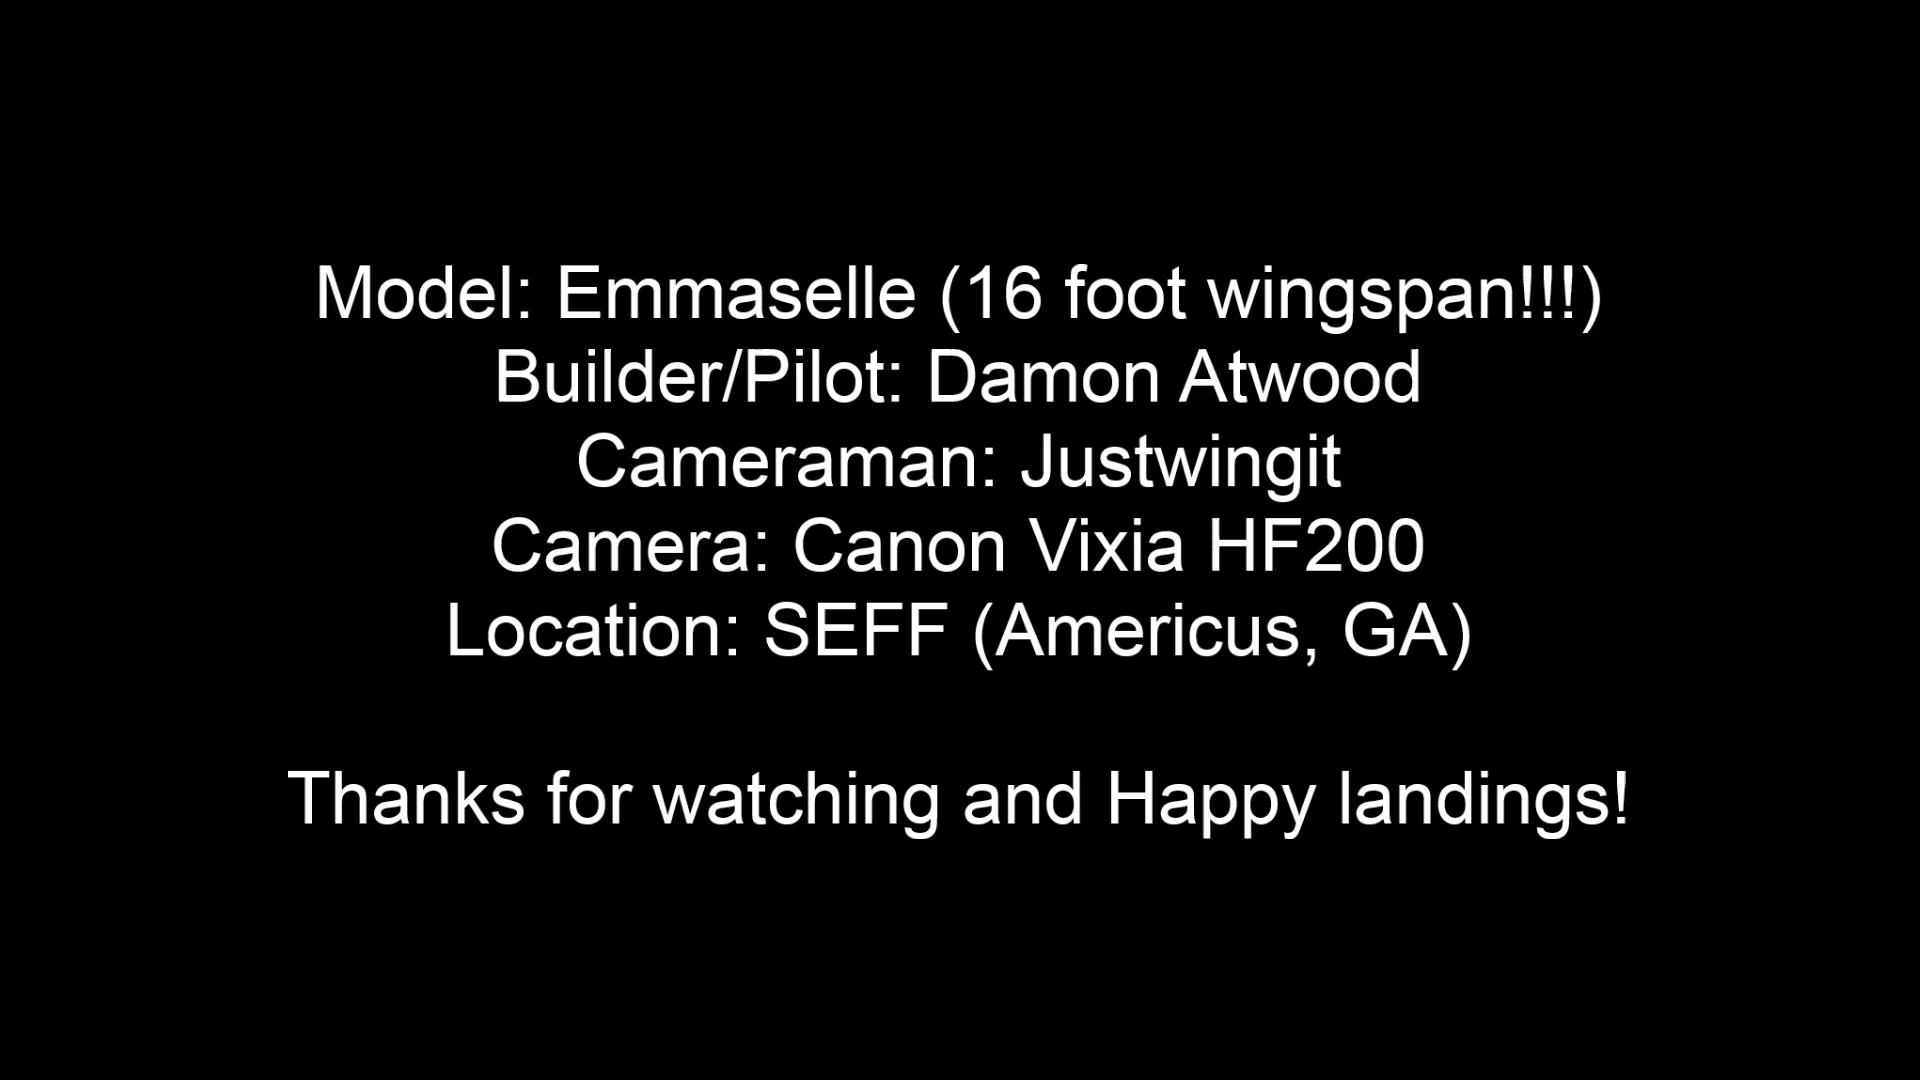 Model: Emmaselle (16 foot wingspan!!!)
Builder/Pilot: Damon Atwood
Cameraman: Justwingit
Camera: Canon Vixia HF200
Location: SEFF (Americus, GA)
Thanks for watching and Happy landings!